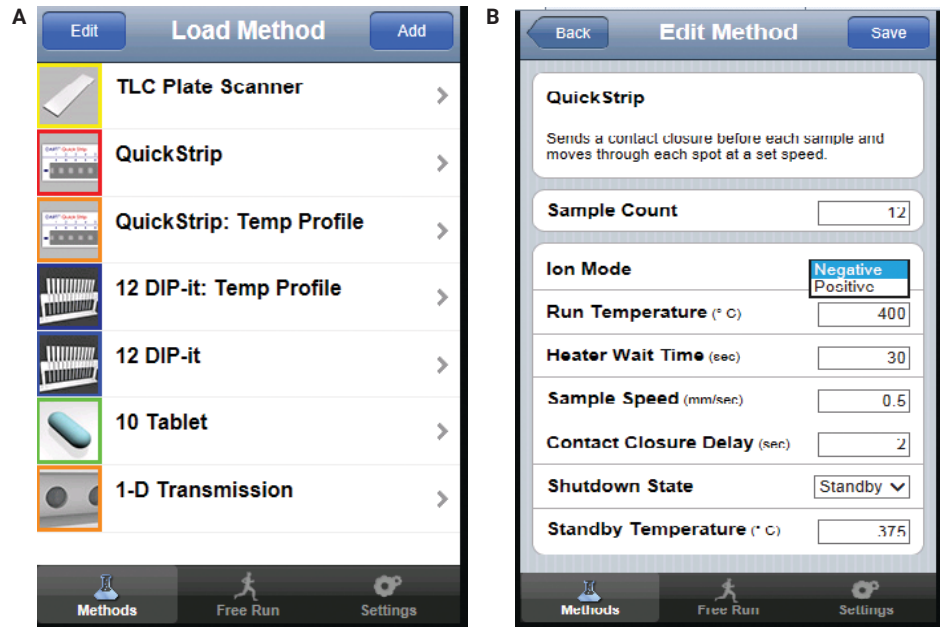 A
Edit
Load Method
Add
TLC Plate Scanner
QuickStrip
QuickStrip: Temp Profile
12 DIP-it: Temp Profile
12 DIP-it
10 Tablet
1-D Transmission
Methods
Free Run
Settings
B
Back
Edit Method
Save
QuickStrip
Sends a contact closure before each sample and
moves through each spot at a set speed.
Sample Count 12
Ion Mode Negative
Positive
Run Temperature (° C) 400
Heater Wait Time (sec) 30
Sample Speed (mm/sec) 0.5
Contact Closure Delay (sec) 2
Shutdown State Standby
Standby Temperature (° C) 375
Methods
Free Run
Settings